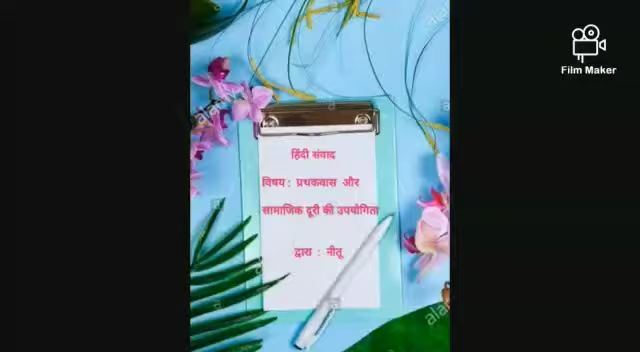 हिंदी संवाद
विषय : प्रथकवास और
सामाजिक दूरी की उपयोगिता
द्वारा : नीतू
Film Maker